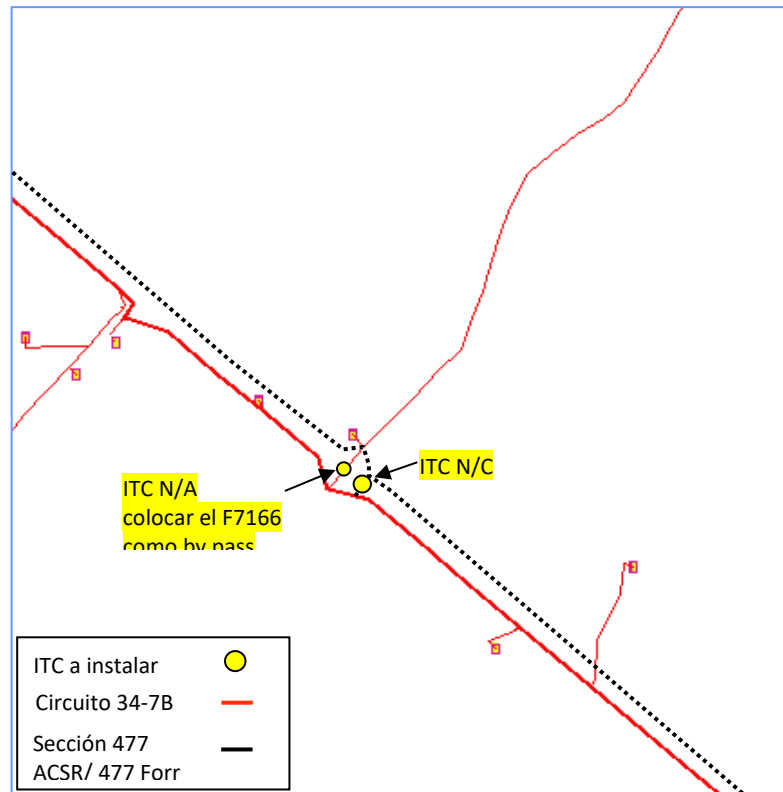 ITC N/C
ITC N/A
colocar el F7166
como by pass
ITC a instalar
Circuito 34-7B
Sección 477
ACSR/ 477 Forr